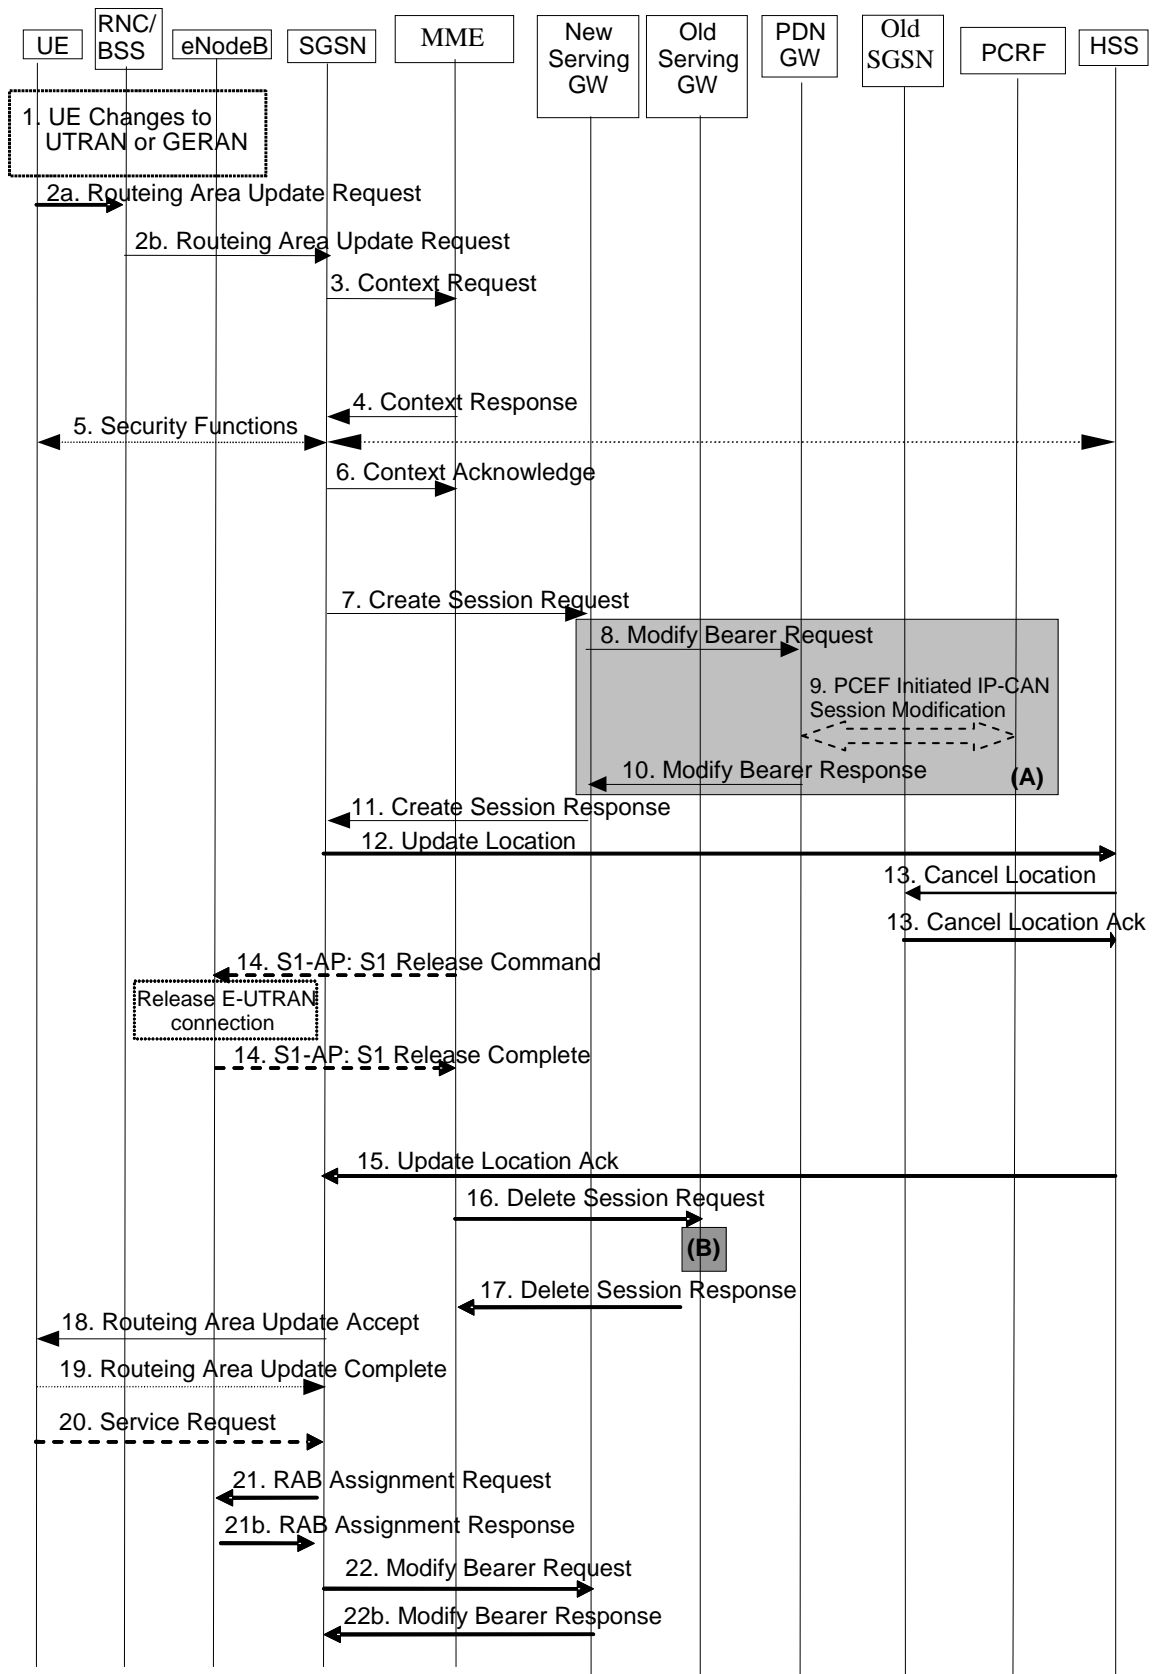 UE
RNC/
BSS
eNodeB
SGSN
MME
New
Serving
GW
Old
Serving
GW
PDN
GW
Old
SGSN
PCRF
HSS
1. UE Changes to
UTRAN or GERAN
2a. Routeing Area Update Request
2b. Routeing Area Update Request
3. Context Request
4. Context Response
5. Security Functions
6. Context Acknowledge
7. Create Session Request
8. Modify Bearer Request
9. PCEF Initiated IP-CAN
Session Modification
10. Modify Bearer Response
(A)
11. Create Session Response
12. Update Location
13. Cancel Location
13. Cancel Location Ack
14. S1-AP: S1 Release Command
Release E-UTRAN
connection
14. S1-AP: S1 Release Complete
15. Update Location Ack
16. Delete Session Request
(B)
17. Delete Session Response
18. Routeing Area Update Accept
19. Routeing Area Update Complete
20. Service Request
21. RAB Assignment Request
21b. RAB Assignment Response
22. Modify Bearer Request
22b. Modify Bearer Response